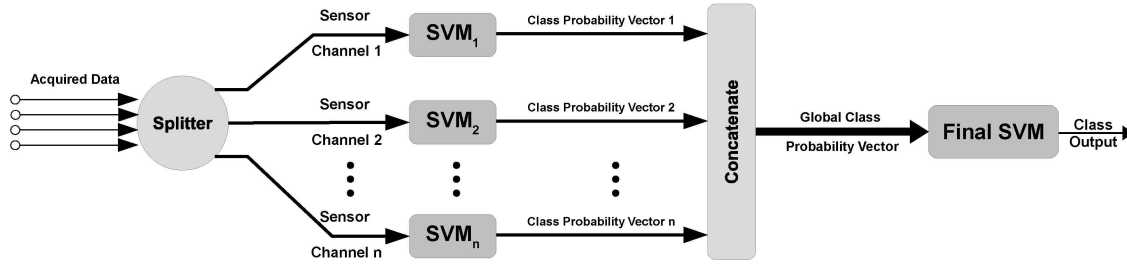 Acquired Data
Splitter
Sensor
Channel 1
SVM1
Class Probability Vector 1
Sensor
Channel 2
SVM2
Class Probability Vector 2
Sensor
Channel n
SVMn
Class Probability Vector n
Concatenate
Global Class
Probability Vector
Final SVM
Class
Output